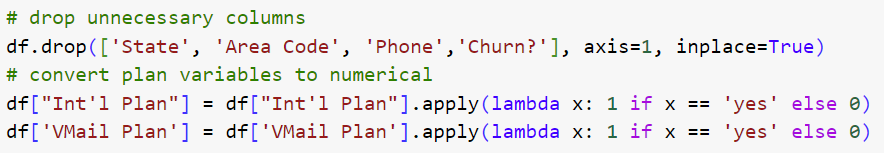 # drop unnecessary columns
df.drop(['State', 'Area Code', 'Phone','Churn?'], axis=1, inplace=True)
# convert plan variables to numerical
df["Int'l Plan"] = df["Int'l Plan"].apply(lambda x: 1 if x == 'yes' else 0)
df['VMail Plan'] = df['VMail Plan'].apply(lambda x: 1 if x == 'yes' else 0)